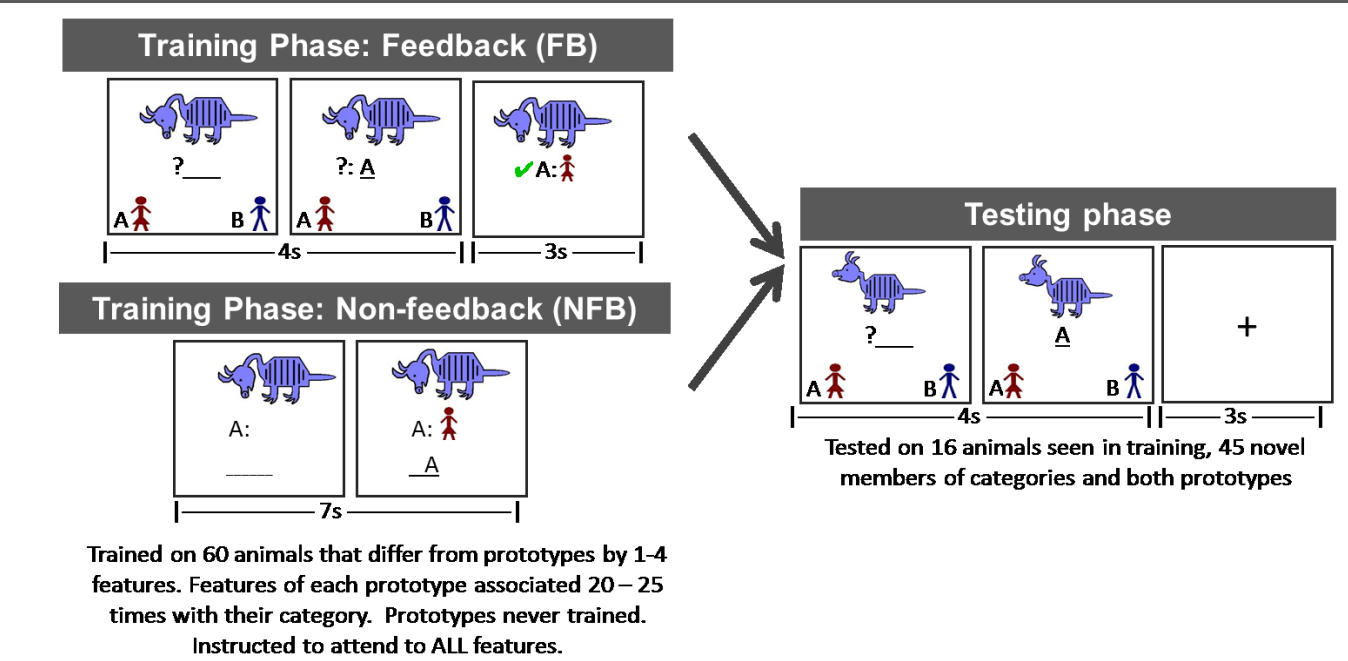 Training Phase: Feedback (FB)
?___
A B
?: A
A B
✔A:
4s
3s
Training Phase: Non-feedback (NFB)
A:
______
A:
_A
7s
Trained on 60 animals that differ from prototypes by 1-4
features. Features of each prototype associated 20 – 25
times with their category. Prototypes never trained.
Instructed to attend to ALL features.
Testing phase
?___
A B
A
A B
+
4s
3s
Tested on 16 animals seen in training, 45 novel
members of categories and both prototypes